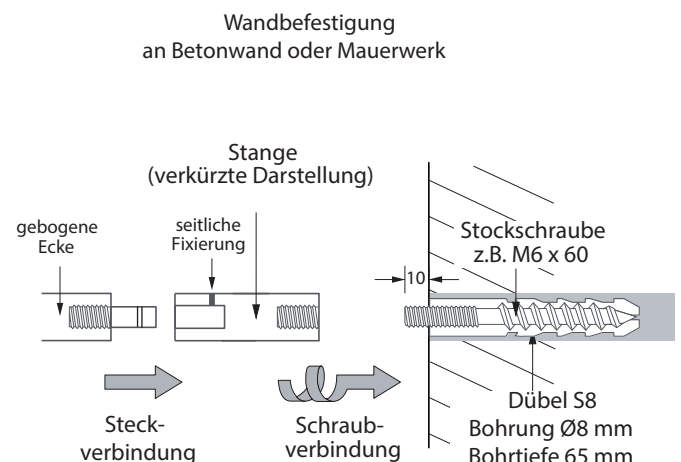 Wandbefestigung
an Betonwand oder Mauerwerk
Stange
(verkürzte Darstellung)
gebogene
Ecke
seitliche
Fixierung
Stockschraube
z.B. M6 x 60
10
Steck-
verbindung
Schraub-
verbindung
Dübel S8
Bohrung Ø8 mm
Bohrtiefe 65 mm